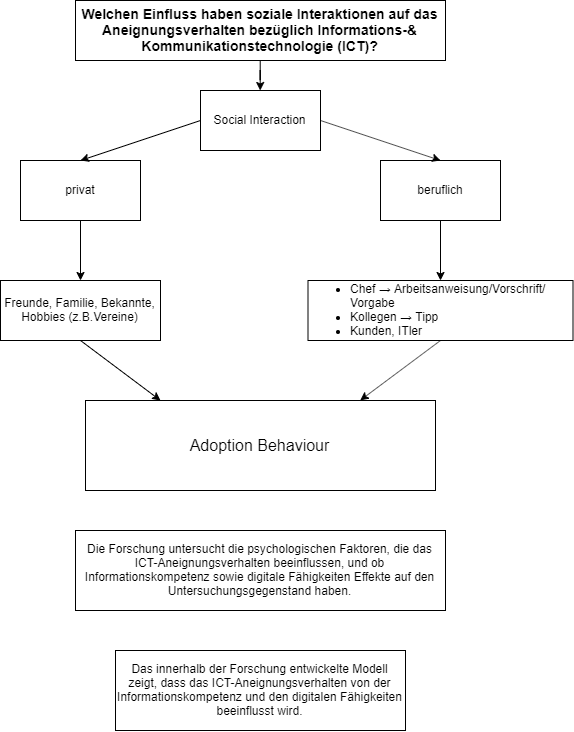 Welchen Einfluss haben soziale Interaktionen auf das
Aneignungsverhalten bezüglich Informations-&
Kommunikationstechnologie (ICT)?
Social Interaction
privat
beruflich
Freunde, Familie, Bekannte,
Hobbies (z.B.Vereine)
• Chef → Arbeitsanweisung/Vorschrift/
Vorgabe
• Kollegen → Tipp
• Kunden, ITler
Adoption Behaviour
Die Forschung untersucht die psychologischen Faktoren, die das
ICT-Aneignungsverhalten beeinflussen, und ob
Informationskompetenz sowie digitale Fähigkeiten Effekte auf den
Untersuchungsgegenstand haben.
Das innerhalb der Forschung entwickelte Modell
zeigt, dass das ICT-Aneignungsverhalten von der
Informationskompetenz und den digitalen Fähigkeiten
beeinflusst wird.